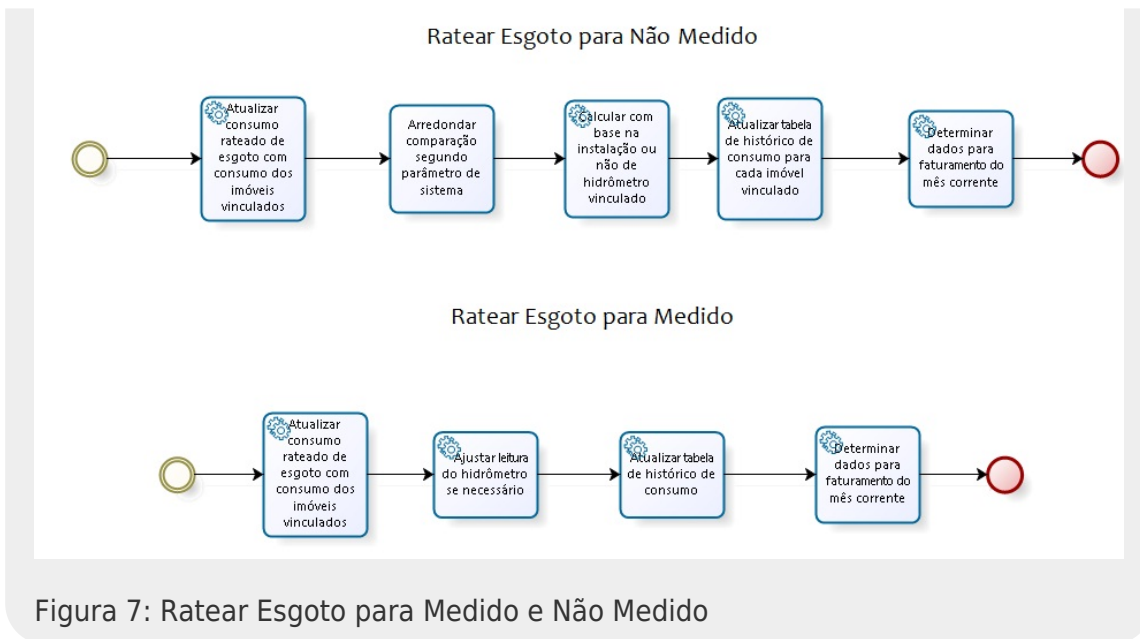 Ratear Esgoto para Não Medido
Atualizar
consumo
rateado de
esgoto com
consumo dos
imóveis
vinculados
Arredondar
comparação
segundo
parâmetro de
sistema
Calcular com
base na
instalação ou
não de
hidrômetro
vinculado
Atualizar tabela
de histórico de
consumo para
cada imóvel
vinculado
Determinar
dados para
faturamento do
mês corrente
Ratear Esgoto para Medido
Atualizar
consumo
rateado de
esgoto com
consumo dos
imóveis
vinculados
Ajustar leitura
do hidrômetro
se necessário
Atualizar tabela
de histórico de
consumo
Determinar
dados para
faturamento do
mês corrente
Figura 7: Ratear Esgoto para Medido e Não Medido